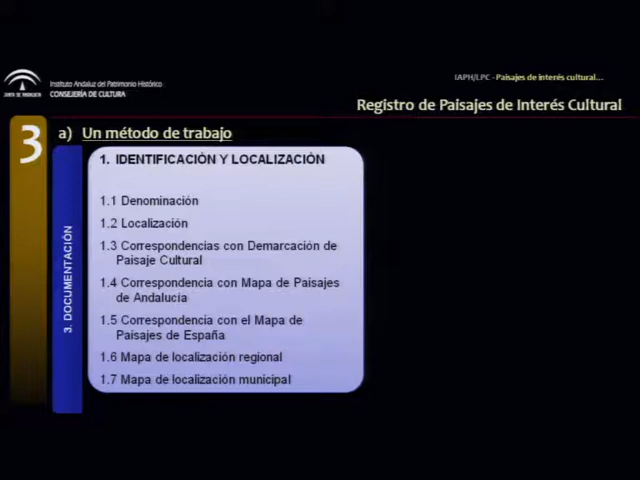 Instituto Andaluz del Patrimonio Histórico
CONSEJERÍA DE CULTURA
JUNTA DE ANDALUCIA
IAPH/LPC - Paisajes de interés cultural...
Registro de Paisajes de Interés Cultural
3
a) Un método de trabajo
3. DOCUMENTACIÓN
1. IDENTIFICACIÓN Y LOCALIZACIÓN
1.1 Denominación
1.2 Localización
1.3 Correspondencias con Demarcación de
Paisaje Cultural
1.4 Correspondencia con Mapa de Paisajes
de Andalucía
1.5 Correspondencia con el Mapa de
Paisajes de España
1.6 Mapa de localización regional
1.7 Mapa de localización municipal